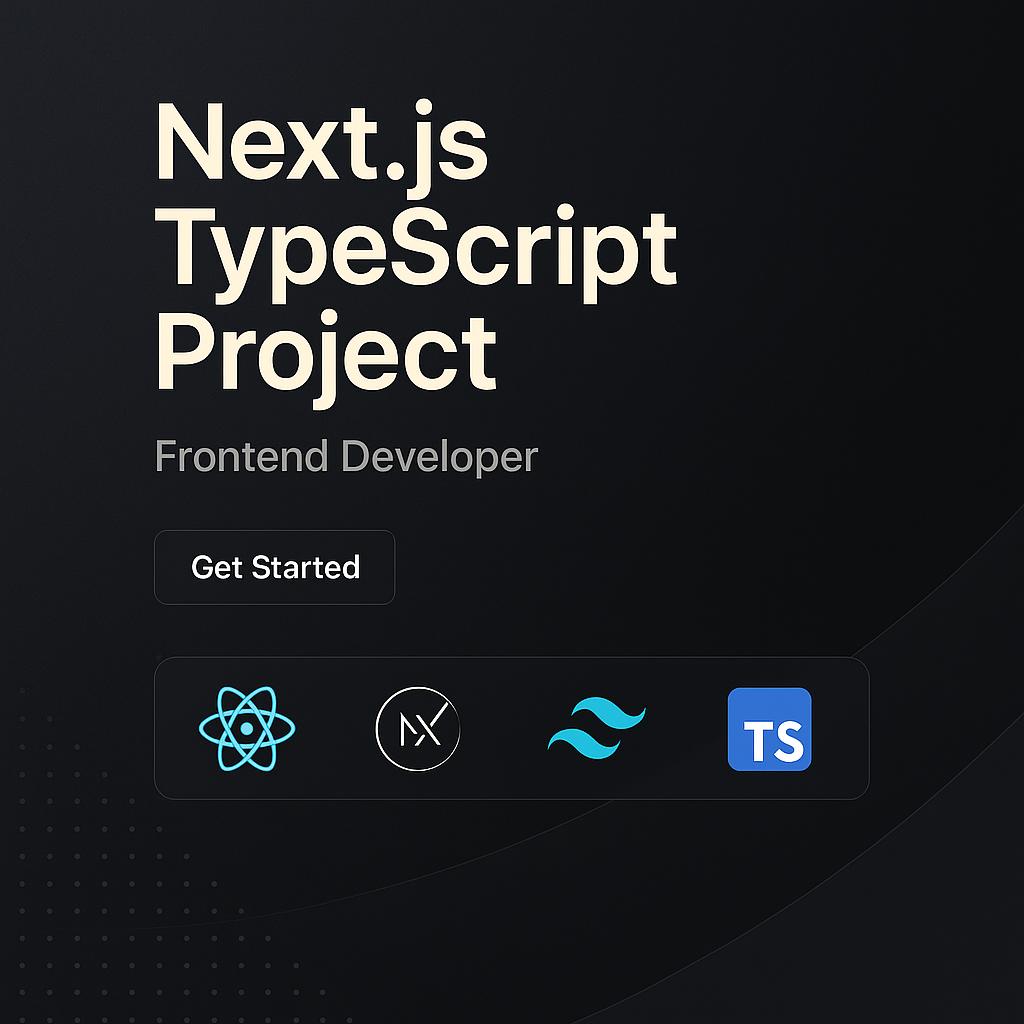 Next.js
TypeScript
Project
Frontend Developer
Get Started
TS